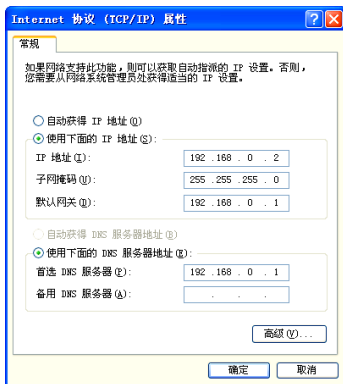 Internet 协议 (TCP/IP) 属性
常规
如果网络支持此功能，则可以获取自动指派的 IP 设置。否则，
您需要从网络系统管理员处获得适当的 IP 设置。
自动获得 IP 地址(O)
使用下面的 IP 地址(S):
IP 地址(I): 192 .168 . 0 . 2
子网掩码(U): 255 .255 .255 . 0
默认网关(D): 192 .168 . 0 . 1
自动获得 DNS 服务器地址(B)
使用下面的 DNS 服务器地址(E):
首选 DNS 服务器(P): 192 .168 . 0 . 1
备用 DNS 服务器(A): . . .
高级(V)...
确定 取消